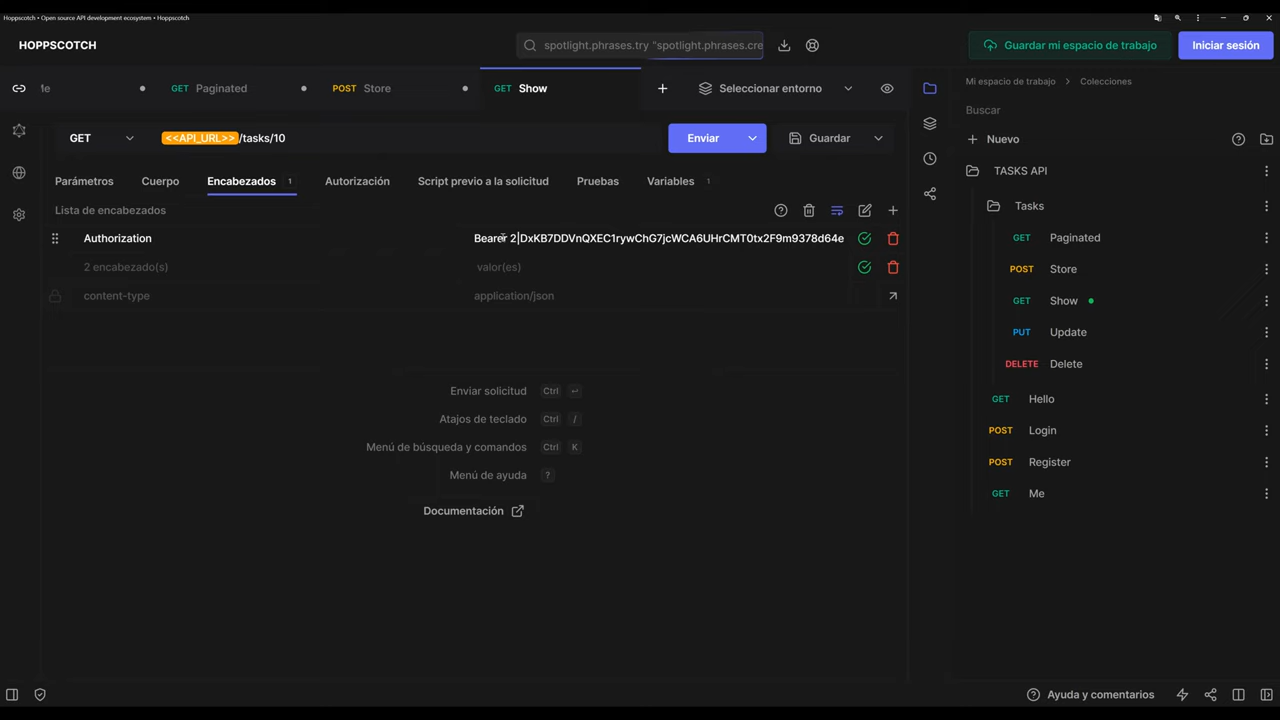 Hoppscotch • Open source API development ecosystem • Hoppscotch
HOPPSCOTCH
spotlight.phrases.try "spotlight.phrases.cre
Guardar mi espacio de trabajo
Iniciar sesión
Me
GET Paginated
POST Store
GET Show
Seleccionar entorno
Mi espacio de trabajo > Colecciones
Buscar
GET
<<API_URL>>/tasks/10
Enviar
Guardar
Nuevo
Parámetros
Cuerpo
Encabezados 1
Autorización
Script previo a la solicitud
Pruebas
Variables 1
Lista de encabezados
Authorization
Bearer 2|DxKB7DDVnQXEC1rywChG7jcWCA6UHrCMT0tx2F9m9378d64e
2 encabezado(s)
valor(es)
content-type
application/json
Enviar solicitud Ctrl ↩
Atajos de teclado Ctrl /
Menú de búsqueda y comandos Ctrl K
Menú de ayuda ?
Documentación
TASKS API
Tasks
GET Paginated
POST Store
GET Show
PUT Update
DELETE Delete
GET Hello
POST Login
POST Register
GET Me
Ayuda y comentarios